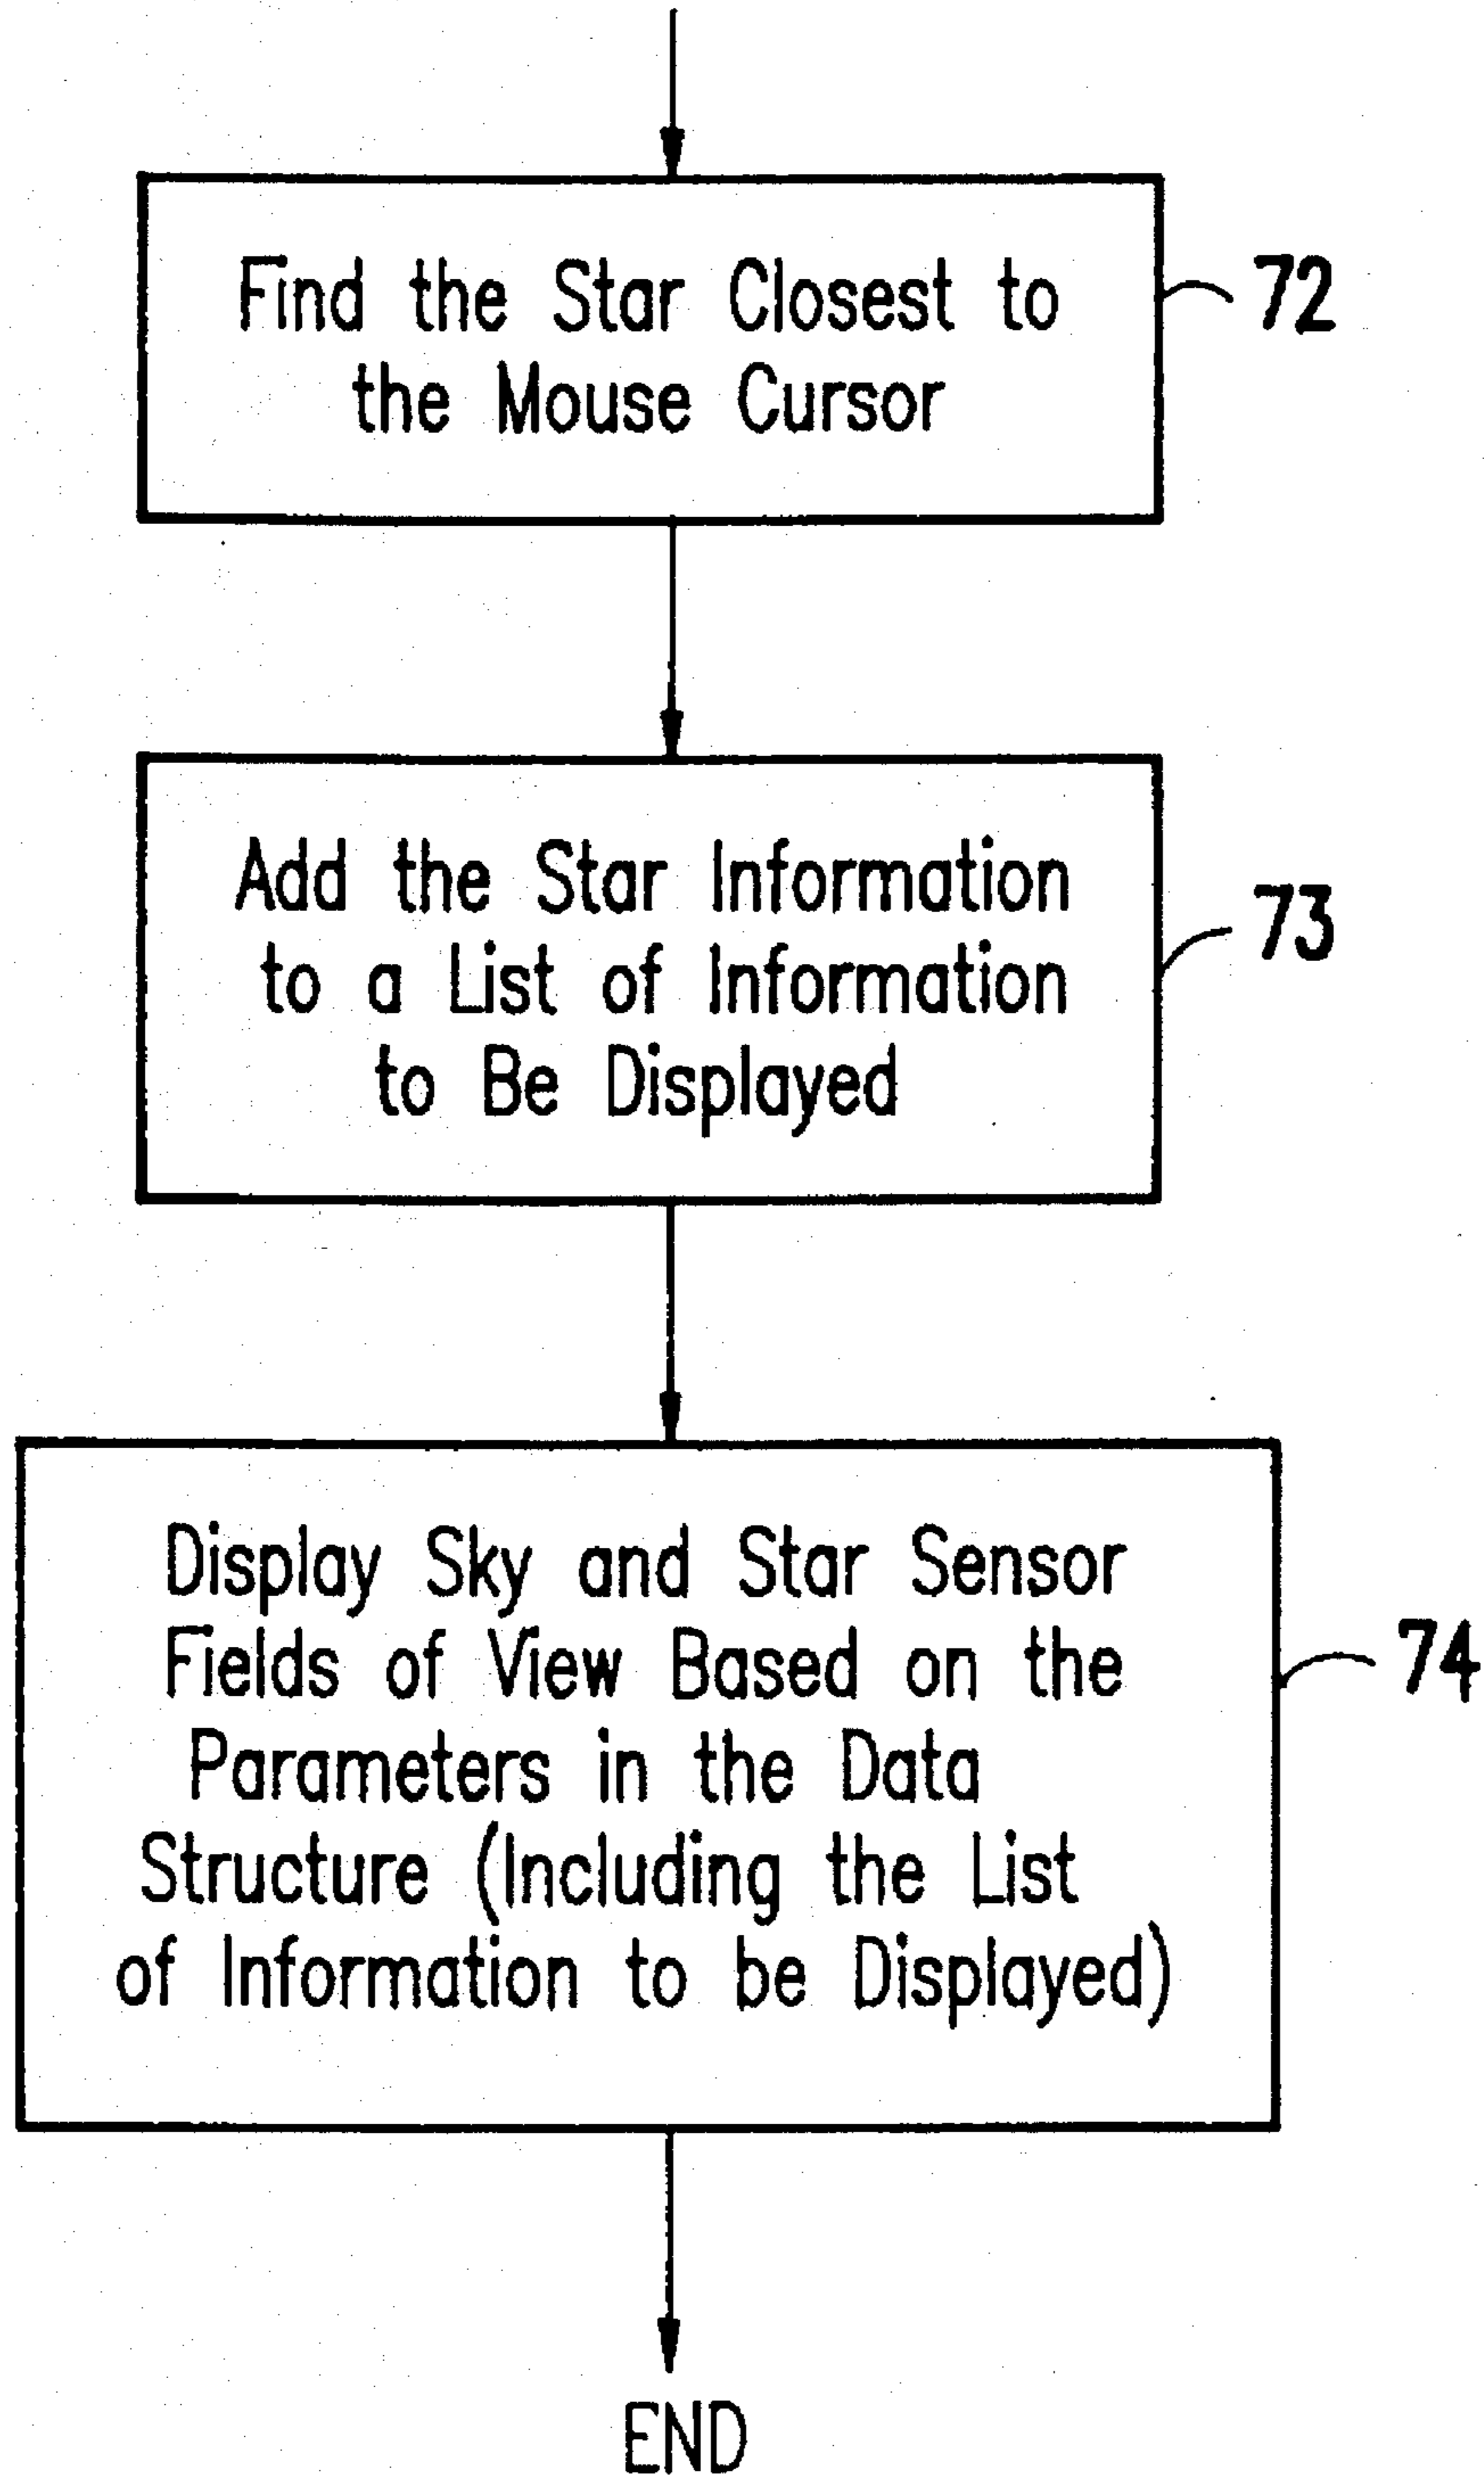 Find the Star Closest to
the Mouse Cursor
72
Add the Star Information
to a List of Information
to Be Displayed
73
Display Sky and Star Sensor
Fields of View Based on the
Parameters in the Data
Structure (Including the List
of Information to be Displayed)
74
END